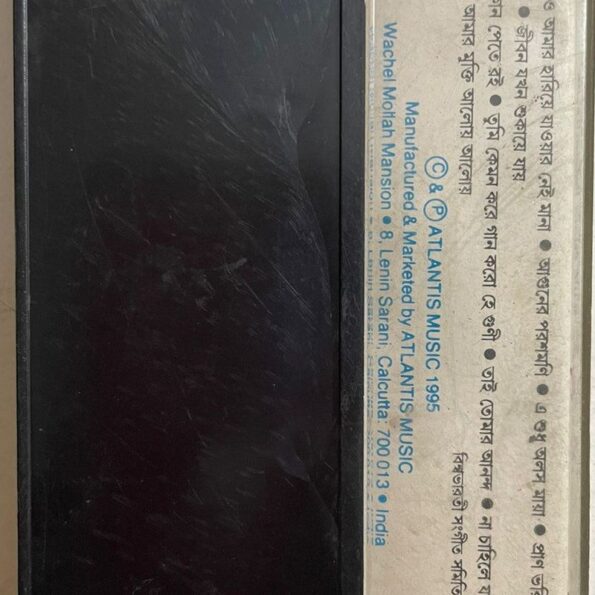 আমার হারিয়ে যাওয়ার নেই মানা ● আগুনের পরশমণি ● এ শুধু অলস মায়া ● প্রাণ
● জীবন যখন শুকায়ে যায়
পেতে রই ● তুমি কেমন করে গান করো হে গুণী ● তাই তোমার আনন্দ ● না চাহিলে
আমার মুক্তি আলোয় আলোয়
বিশ্বভারতী সংগীত সমিতি
Ⓒ & Ⓟ ATLANTIS MUSIC 1995
Manufactured & Marketed by ATLANTIS MUSIC
Wachel Mollah Mansion ● 8, Lenin Sarani, Calcutta: 700 013 ● India